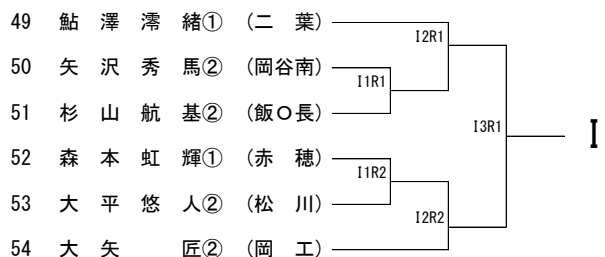 49 鮎澤澪緒① (二葉)
I2R1
50 矢沢秀馬② (岡谷南)
I1R1
51 杉山航基② (飯O長)
I3R1
I
52 森本虹輝① (赤穂)
I1R2
53 大平悠人② (松川)
I2R2
54 大矢匠② (岡工)